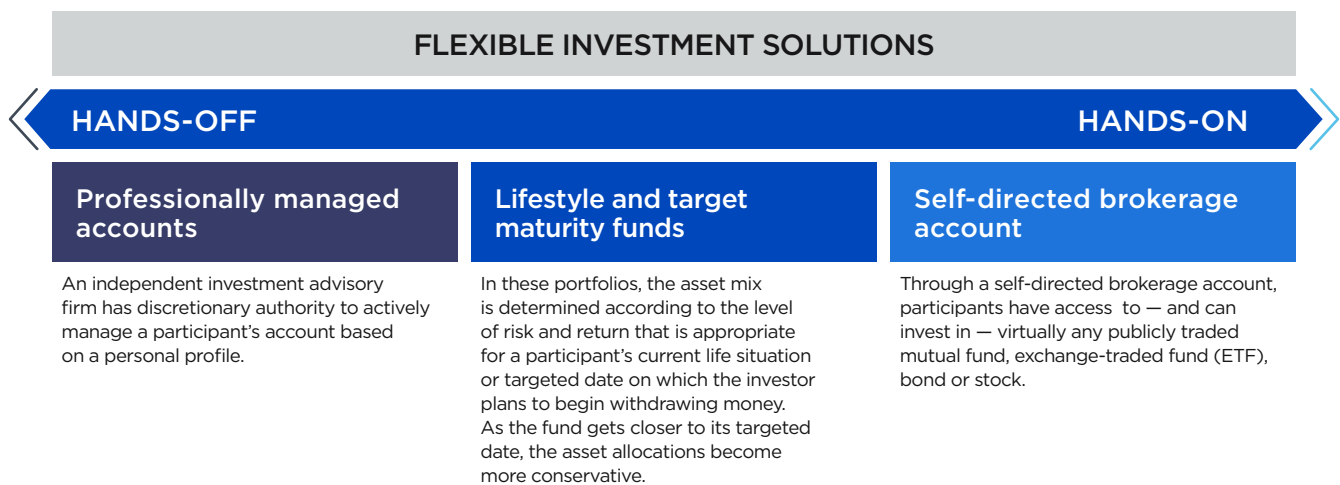 FLEXIBLE INVESTMENT SOLUTIONS
HANDS-OFF
HANDS-ON
Professionally managed
accounts
An independent investment advisory
firm has discretionary authority to actively
manage a participant’s account based
on a personal profile.
Lifestyle and target
maturity funds
In these portfolios, the asset mix
is determined according to the level
of risk and return that is appropriate
for a participant’s current life situation
or targeted date on which the investor
plans to begin withdrawing money.
As the fund gets closer to its targeted
date, the asset allocations become
more conservative.
Self-directed brokerage
account
Through a self-directed brokerage account,
participants have access to — and can
invest in — virtually any publicly traded
mutual fund, exchange-traded fund (ETF),
bond or stock.